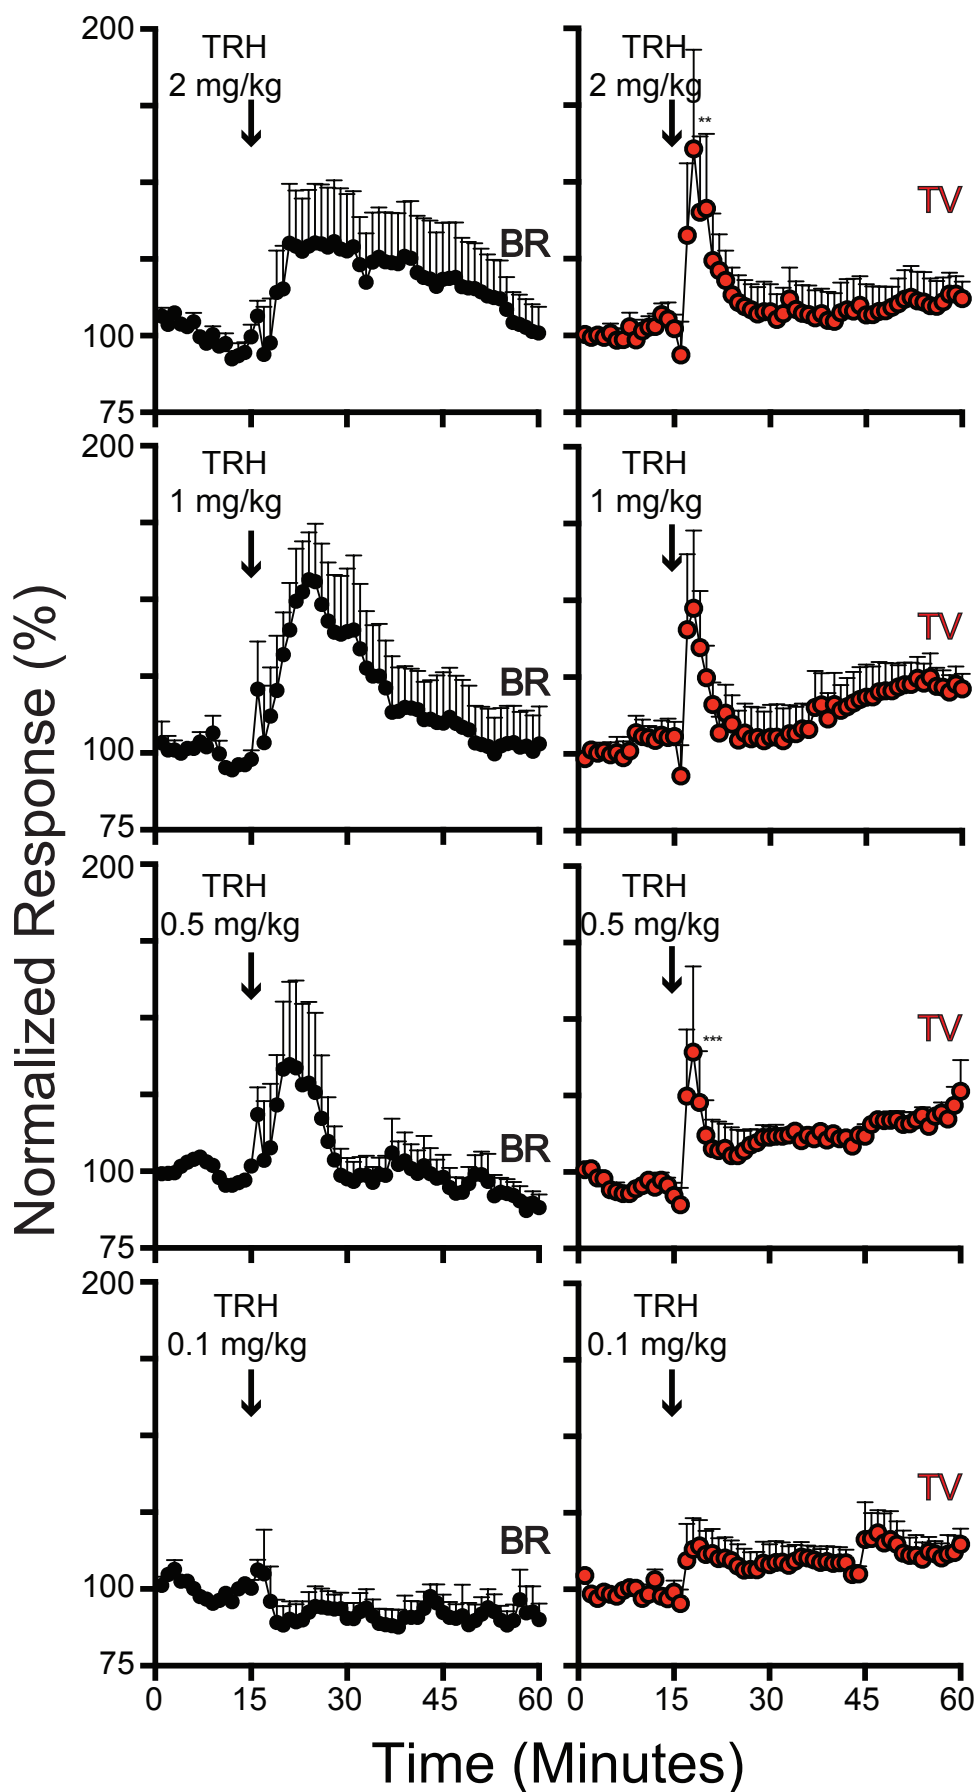 200
TRH
2 mg/kg
BR
100
75
TRH
2 mg/kg
**
TV
200
TRH
1 mg/kg
BR
100
75
TRH
1 mg/kg
TV
200
TRH
0.5 mg/kg
BR
100
75
TRH
0.5 mg/kg
***
TV
200
TRH
0.1 mg/kg
BR
100
75
0 15 30 45 60
TRH
0.1 mg/kg
TV
0 15 30 45 60
Normalized Response (%)
Time (Minutes)